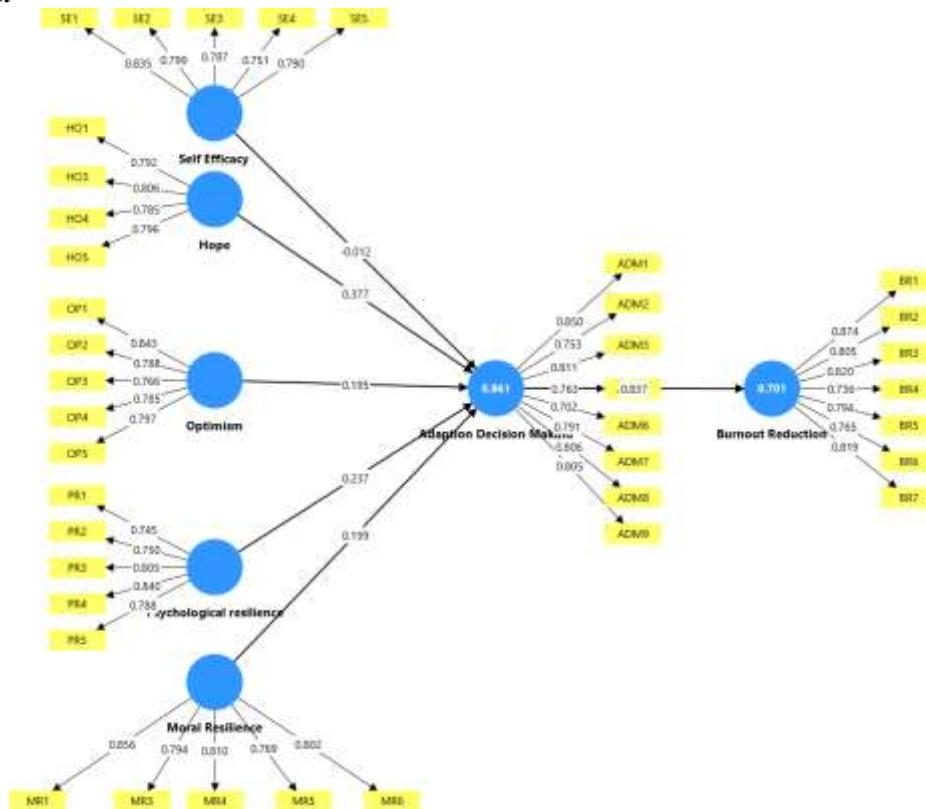 SE1 SE2 SE3 SE4 SE5
0.835 0.799 0.787 0.751 0.790
Self Efficacy
HO1
HO3
HO4
HO5
0.792
0.806
0.785
0.796
Hope
-0.012
0.377
OP1
OP2
OP3
OP4
OP5
0.843
0.788
0.766
0.785
0.797
Optimism
0.195
PR1
PR2
PR3
PR4
PR5
0.745
0.750
0.805
0.840
0.788
Psychological resilience
0.237
Moral Resilience
0.199
0.856 0.794 0.810 0.769 0.802
MR1 MR3 MR4 MR5 MR6
0.861
Adaption Decision Making
ADM1
ADM2
ADM3
ADM6
ADM7
ADM8
ADM9
0.850
0.753
0.811
0.763
0.702
0.791
0.806
0.805
0.837
0.701
Burnout Reduction
BR1
BR2
BR3
BR4
BR5
BR6
BR7
0.874
0.805
0.820
0.736
0.794
0.765
0.819